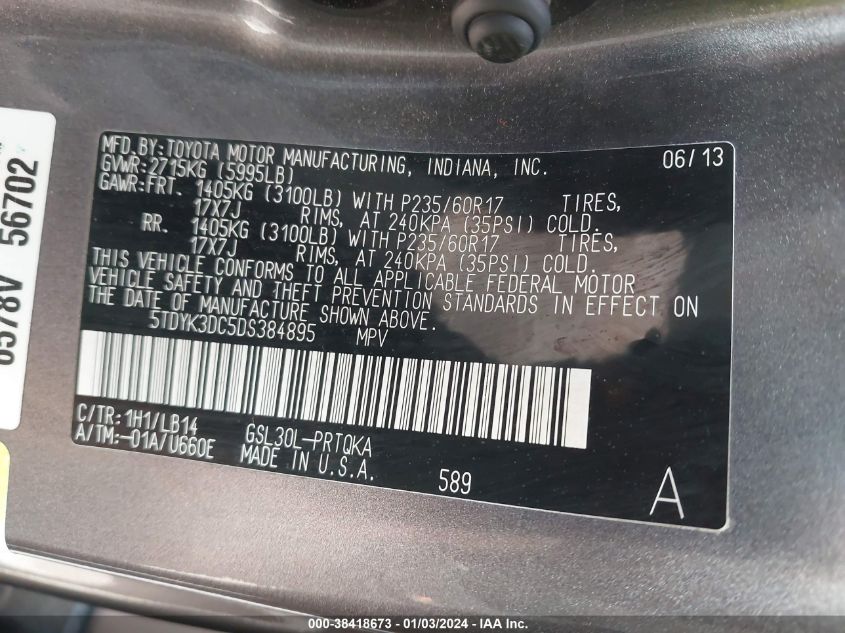 MFD.BY:TOYOTA MOTOR MANUFACTURING, INDIANA, INC. 06/13
GVWR:2715KG (5995LB)
GAWR:FRT. 1405KG (3100LB) WITH P235/60R17 TIRES,
17X7J RIMS, AT 240KPA (35PSI) COLD.
RR. 1405KG (3100LB) WITH P235/60R17 TIRES,
17X7J RIMS, AT 240KPA (35PSI) COLD.
THIS VEHICLE CONFORMS TO ALL APPLICABLE FEDERAL MOTOR
VEHICLE SAFETY AND THEFT PREVENTION STANDARDS IN EFFECT ON
THE DATE OF MANUFACTURE SHOWN ABOVE.
5TDYK3DC5DS384895 MPV
C/TR:1H1/LB14 GSL30L-PRTQKA
A/TM:-01A/U660E MADE IN U.S.A.
589
A
56702
000-38418673 - 01/03/2024 - IAA Inc.